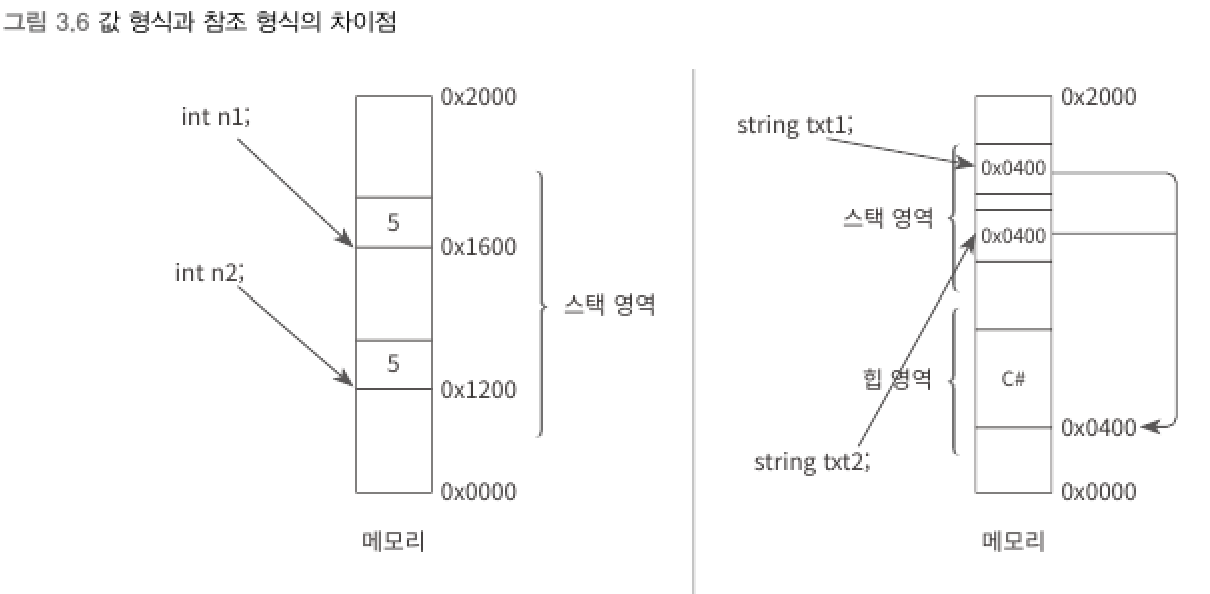 그림 3.6 값 형식과 참조 형식의 차이점
int n1;
int n2;
0x2000
5
0x1600
5
0x1200
0x0000
스택 영역
메모리
string txt1;
스택 영역
힙 영역
string txt2;
0x2000
0x0400
0x0400
C#
0x0400
0x0000
메모리